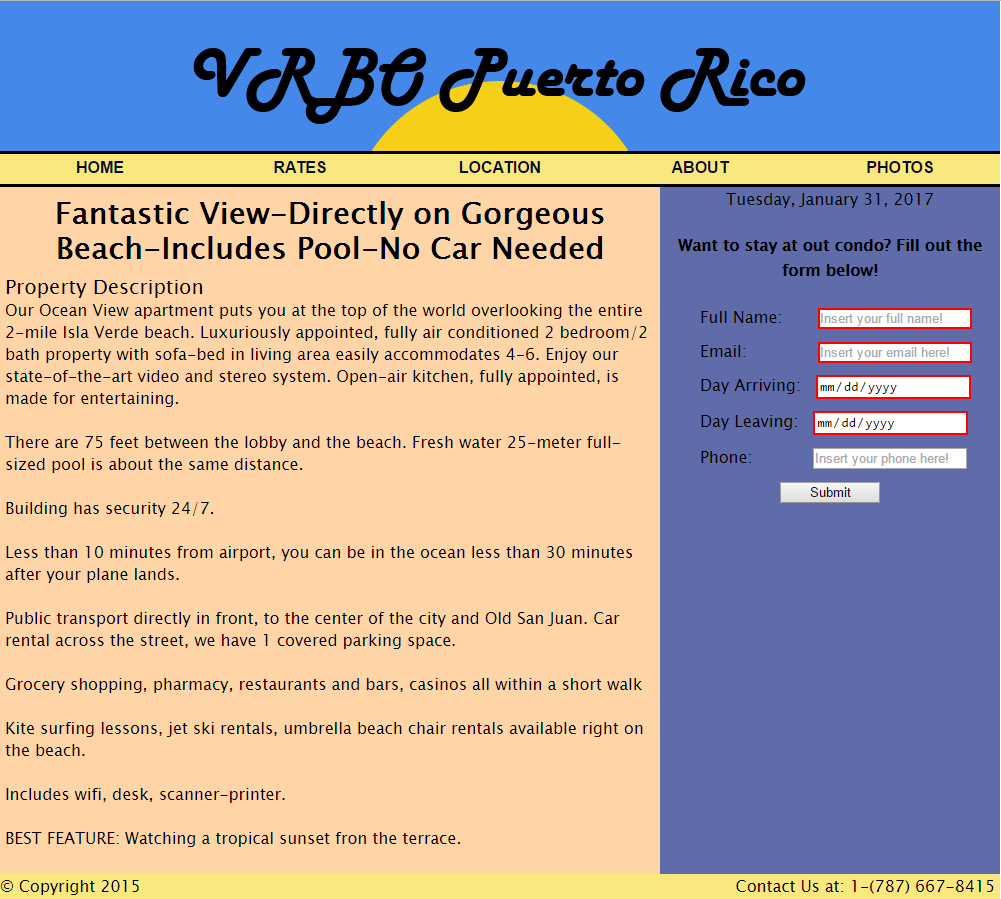 VRBO Puerto Rico
HOME RATES LOCATION ABOUT PHOTOS
Fantastic View-Directly on Gorgeous
Beach-Includes Pool-No Car Needed
Property Description
Our Ocean View apartment puts you at the top of the world overlooking the entire
2-mile Isla Verde beach. Luxuriously appointed, fully air conditioned 2 bedroom/2
bath property with sofa-bed in living area easily accommodates 4-6. Enjoy our
state-of-the-art video and stereo system. Open-air kitchen, fully appointed, is
made for entertaining.
There are 75 feet between the lobby and the beach. Fresh water 25-meter full-
sized pool is about the same distance.
Building has security 24/7.
Less than 10 minutes from airport, you can be in the ocean less than 30 minutes
after your plane lands.
Public transport directly in front, to the center of the city and Old San Juan. Car
rental across the street, we have 1 covered parking space.
Grocery shopping, pharmacy, restaurants and bars, casinos all within a short walk
Kite surfing lessons, jet ski rentals, umbrella beach chair rentals available right on
the beach.
Includes wifi, desk, scanner-printer.
BEST FEATURE: Watching a tropical sunset fron the terrace.
Tuesday, January 31, 2017
Want to stay at out condo? Fill out the
form below!
Full Name: Insert your full name!
Email: Insert your email here!
Day Arriving: mm/dd/yyyy
Day Leaving: mm/dd/yyyy
Phone: Insert your phone here!
Submit
© Copyright 2015 Contact Us at: 1-(787) 667-8415